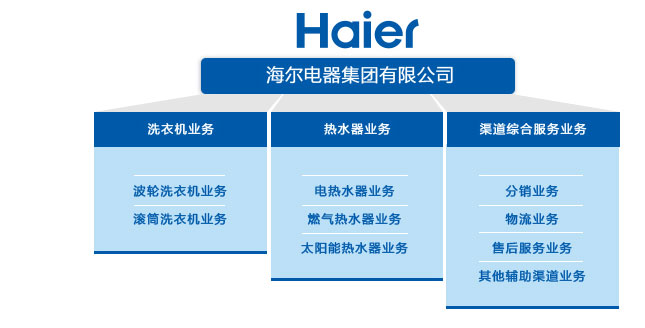 Haier
海尔电器集团有限公司
洗衣机业务
波轮洗衣机业务
滚筒洗衣机业务
热水器业务
电热水器业务
燃气热水器业务
太阳能热水器业务
渠道综合服务业务
分销业务
物流业务
售后服务业务
其他辅助渠道业务